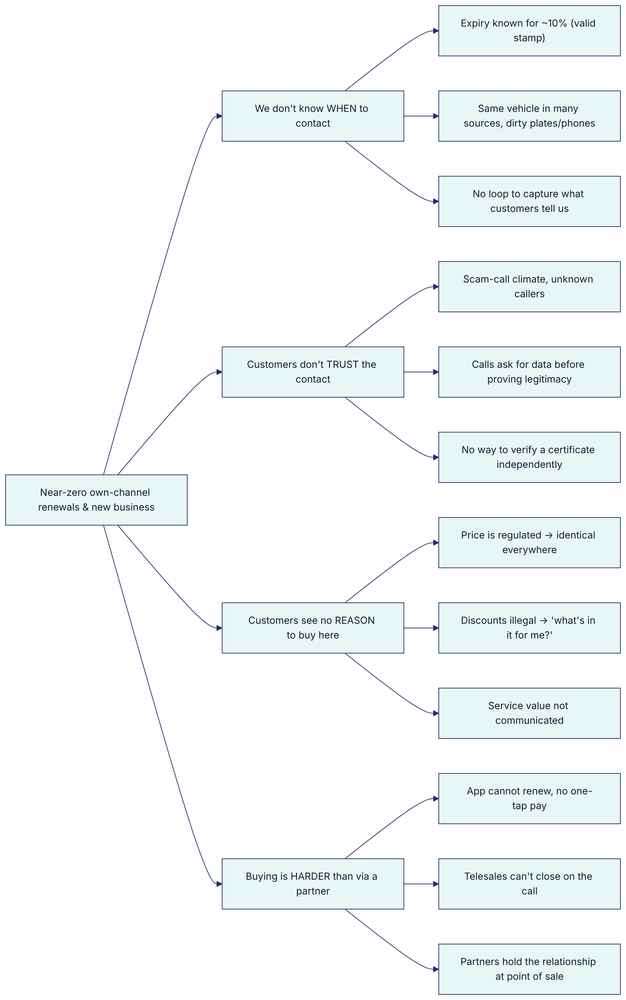 Near-zero own-channel
renewals & new business
We don't know WHEN to
contact
Expiry known for ~10% (valid
stamp)
Same vehicle in many
sources, dirty plates/phones
No loop to capture what
customers tell us
Customers don't TRUST the
contact
Scam-call climate, unknown
callers
Calls ask for data before
proving legitimacy
No way to verify a certificate
independently
Customers see no REASON
to buy here
Price is regulated → identical
everywhere
Discounts illegal → 'what's in
it for me?'
Service value not
communicated
Buying is HARDER than via a
partner
App cannot renew, no one-
tap pay
Telesales can't close on the
call
Partners hold the relationship
at point of sale